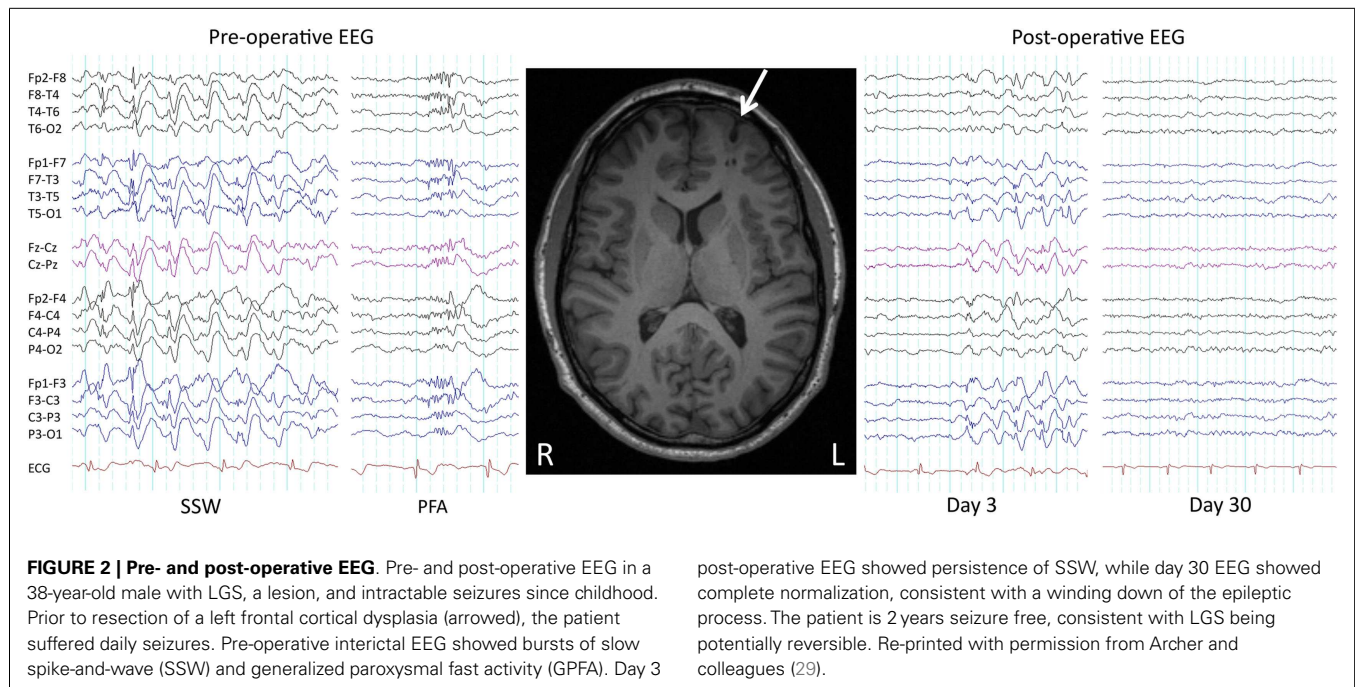 Pre-operative EEG
Post-operative EEG
Fp2-F8
F8-T4
T4-T6
T6-O2
Fp1-F7
F7-T3
T3-T5
T5-O1
Fz-Cz
Cz-Pz
Fp2-F4
F4-C4
C4-P4
P4-O2
Fp1-F3
F3-C3
C3-P3
P3-O1
ECG
R
L
SSW
PFA
Day 3
Day 30
FIGURE 2 | Pre- and post-operative EEG. Pre- and post-operative EEG in a
38-year-old male with LGS, a lesion, and intractable seizures since childhood.
Prior to resection of a left frontal cortical dysplasia (arrowed), the patient
suffered daily seizures. Pre-operative interictal EEG showed bursts of slow
spike-and-wave (SSW) and generalized paroxysmal fast activity (GPFA). Day 3
post-operative EEG showed persistence of SSW, while day 30 EEG showed
complete normalization, consistent with a winding down of the epileptic
process. The patient is 2 years seizure free, consistent with LGS being
potentially reversible. Re-printed with permission from Archer and
colleagues (29).